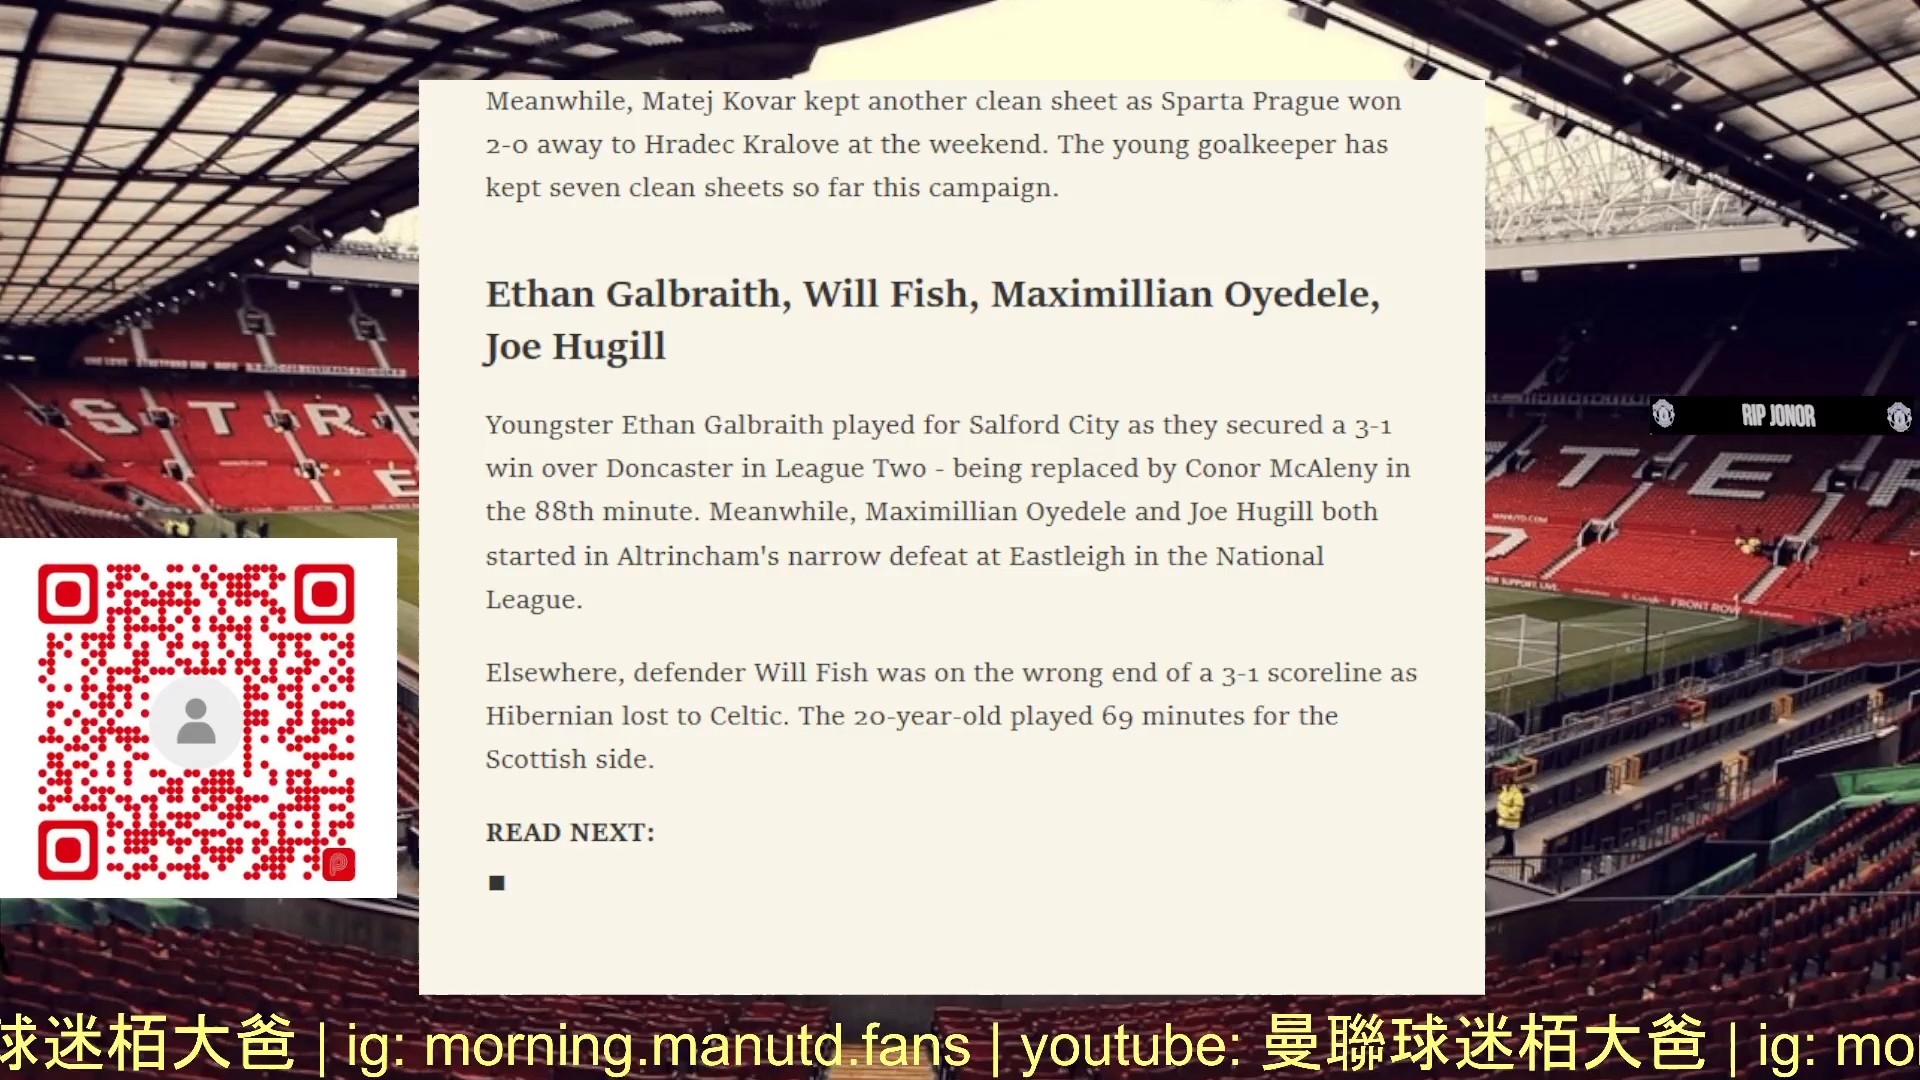 Meanwhile, Matej Kovar kept another clean sheet as Sparta Prague won
2-0 away to Hradec Kralove at the weekend. The young goalkeeper has
kept seven clean sheets so far this campaign.
Ethan Galbraith, Will Fish, Maximillian Oyedele,
Joe Hugill
Youngster Ethan Galbraith played for Salford City as they secured a 3-1
win over Doncaster in League Two - being replaced by Conor McAleny in
the 88th minute. Meanwhile, Maximillian Oyedele and Joe Hugill both
started in Altrincham's narrow defeat at Eastleigh in the National
League.
Elsewhere, defender Will Fish was on the wrong end of a 3-1 scoreline as
Hibernian lost to Celtic. The 20-year-old played 69 minutes for the
Scottish side.
READ NEXT:
RIP JONOR
STRE
E
TER
MANUTD.COM
FRONT ROW
球迷栢大爸 | ig: morning.manutd.fans | youtube: 曼聯球迷栢大爸 | ig: mo